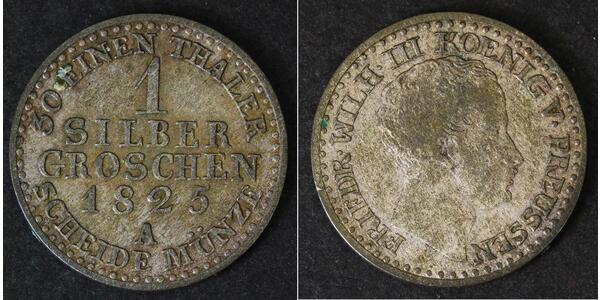 30 EINEN THALER
1
SILBER
GROSCHEN
1825
A
SCHEIDE MÜNZE
FRIEDR. WILH. III KOENIG V. PREUSSEN